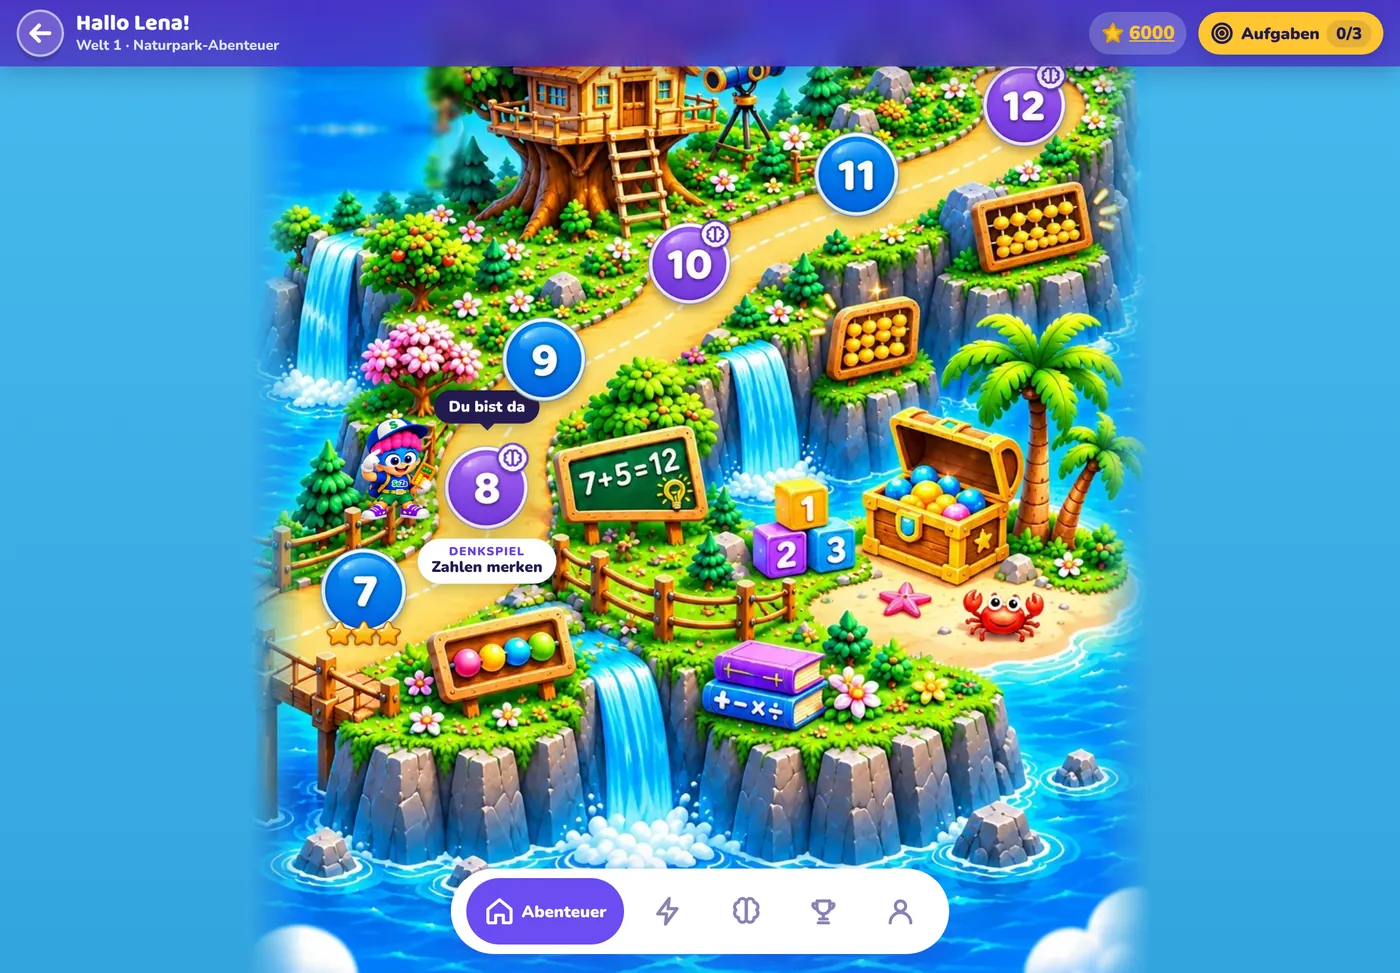 Hallo Lena!
Welt 1 · Naturpark-Abenteuer
6000
Aufgaben 0/3
12
11
10
9
Du bist da
S
SoZo
8
7+5=12
DENKSPIEL
Zahlen merken
1
2
3
7
+-×÷
Abenteuer